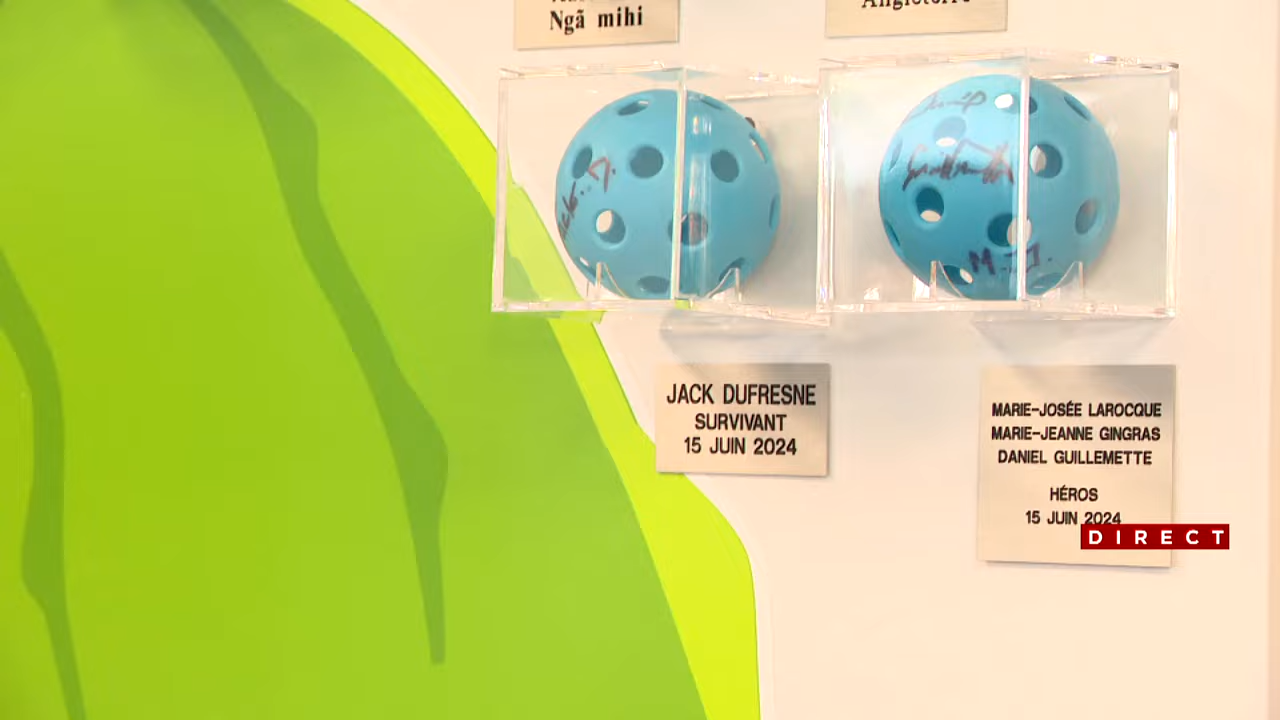 Ngā mihi
JACK DUFRESNE
SURVIVANT
15 JUIN 2024
M.J.
MARIE-JOSÉE LAROCQUE
MARIE-JEANNE GINGRAS
DANIEL GUILLEMETTE
HÉROS
15 JUIN 2024
DIRECT